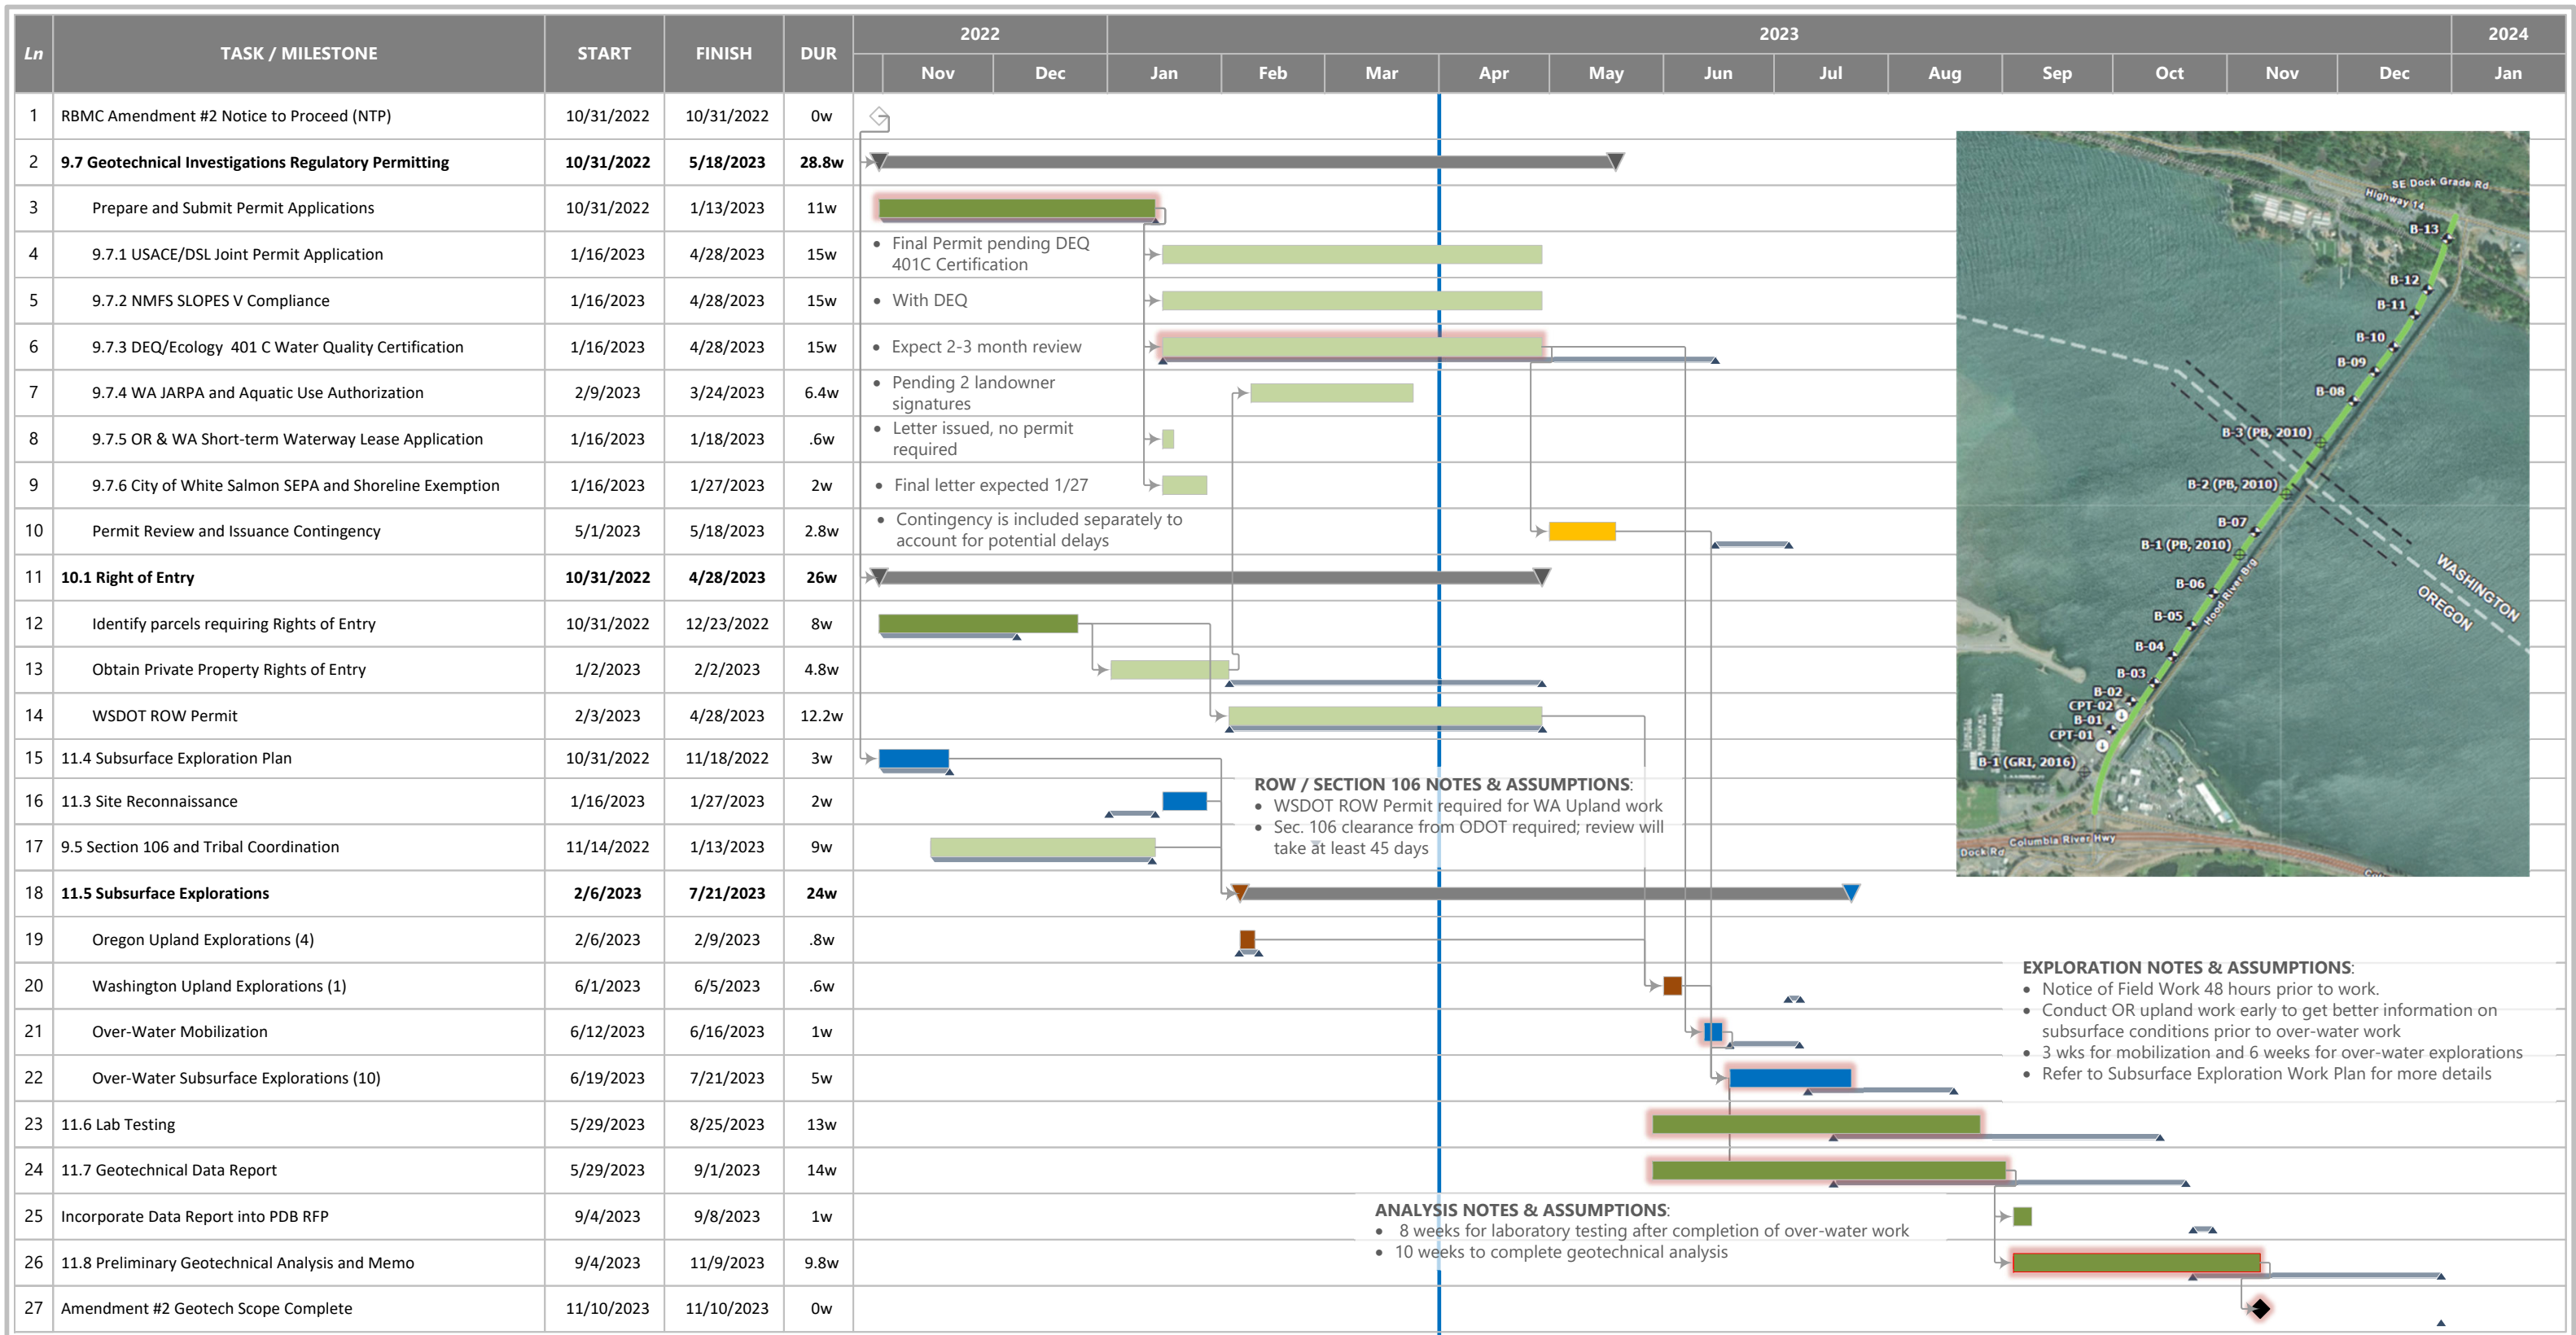 Ln TASK / MILESTONE START FINISH DUR 2022 2023 2024
Nov Dec Jan Feb Mar Apr May Jun Jul Aug Sep Oct Nov Dec Jan
1 RBMC Amendment #2 Notice to Proceed (NTP) 10/31/2022 10/31/2022 0w
2 9.7 Geotechnical Investigations Regulatory Permitting 10/31/2022 5/18/2023 28.8w
3 Prepare and Submit Permit Applications 10/31/2022 1/13/2023 11w
4 9.7.1 USACE/DSL Joint Permit Application 1/16/2023 4/28/2023 15w
• Final Permit pending DEQ
401C Certification
5 9.7.2 NMFS SLOPES V Compliance 1/16/2023 4/28/2023 15w
• With DEQ
6 9.7.3 DEQ/Ecology 401 C Water Quality Certification 1/16/2023 4/28/2023 15w
• Expect 2-3 month review
7 9.7.4 WA JARPA and Aquatic Use Authorization 2/9/2023 3/24/2023 6.4w
• Pending 2 landowner
signatures
8 9.7.5 OR & WA Short-term Waterway Lease Application 1/16/2023 1/18/2023 .6w
• Letter issued, no permit
required
9 9.7.6 City of White Salmon SEPA and Shoreline Exemption 1/16/2023 1/27/2023 2w
• Final letter expected 1/27
10 Permit Review and Issuance Contingency 5/1/2023 5/18/2023 2.8w
• Contingency is included separately to
account for potential delays
11 10.1 Right of Entry 10/31/2022 4/28/2023 26w
12 Identify parcels requiring Rights of Entry 10/31/2022 12/23/2022 8w
13 Obtain Private Property Rights of Entry 1/2/2023 2/2/2023 4.8w
14 WSDOT ROW Permit 2/3/2023 4/28/2023 12.2w
15 11.4 Subsurface Exploration Plan 10/31/2022 11/18/2022 3w
16 11.3 Site Reconnaissance 1/16/2023 1/27/2023 2w
17 9.5 Section 106 and Tribal Coordination 11/14/2022 1/13/2023 9w
ROW / SECTION 106 NOTES & ASSUMPTIONS:
• WSDOT ROW Permit required for WA Upland work
• Sec. 106 clearance from ODOT required; review will
take at least 45 days
18 11.5 Subsurface Explorations 2/6/2023 7/21/2023 24w
19 Oregon Upland Explorations (4) 2/6/2023 2/9/2023 .8w
20 Washington Upland Explorations (1) 6/1/2023 6/5/2023 .6w
21 Over-Water Mobilization 6/12/2023 6/16/2023 1w
22 Over-Water Subsurface Explorations (10) 6/19/2023 7/21/2023 5w
EXPLORATION NOTES & ASSUMPTIONS:
• Notice of Field Work 48 hours prior to work.
• Conduct OR upland work early to get better information on
subsurface conditions prior to over-water work
• 3 wks for mobilization and 6 weeks for over-water explorations
• Refer to Subsurface Exploration Work Plan for more details
23 11.6 Lab Testing 5/29/2023 8/25/2023 13w
24 11.7 Geotechnical Data Report 5/29/2023 9/1/2023 14w
25 Incorporate Data Report into PDB RFP 9/4/2023 9/8/2023 1w
26 11.8 Preliminary Geotechnical Analysis and Memo 9/4/2023 11/9/2023 9.8w
ANALYSIS NOTES & ASSUMPTIONS:
• 8 weeks for laboratory testing after completion of over-water work
• 10 weeks to complete geotechnical analysis
27 Amendment #2 Geotech Scope Complete 11/10/2023 11/10/2023 0w
SE Dock Grade Rd
Highway 14
B-13
B-12
B-11
B-10
B-09
B-08
B-3 (PB, 2010)
B-2 (PB, 2010)
B-07
B-1 (PB, 2010)
B-06
Hood River Brg
WASHINGTON
OREGON
B-05
B-04
B-03
B-02
CPT-02
B-01
CPT-01
B-1 (GRI, 2016)
Columbia River Hwy
Dock Rd